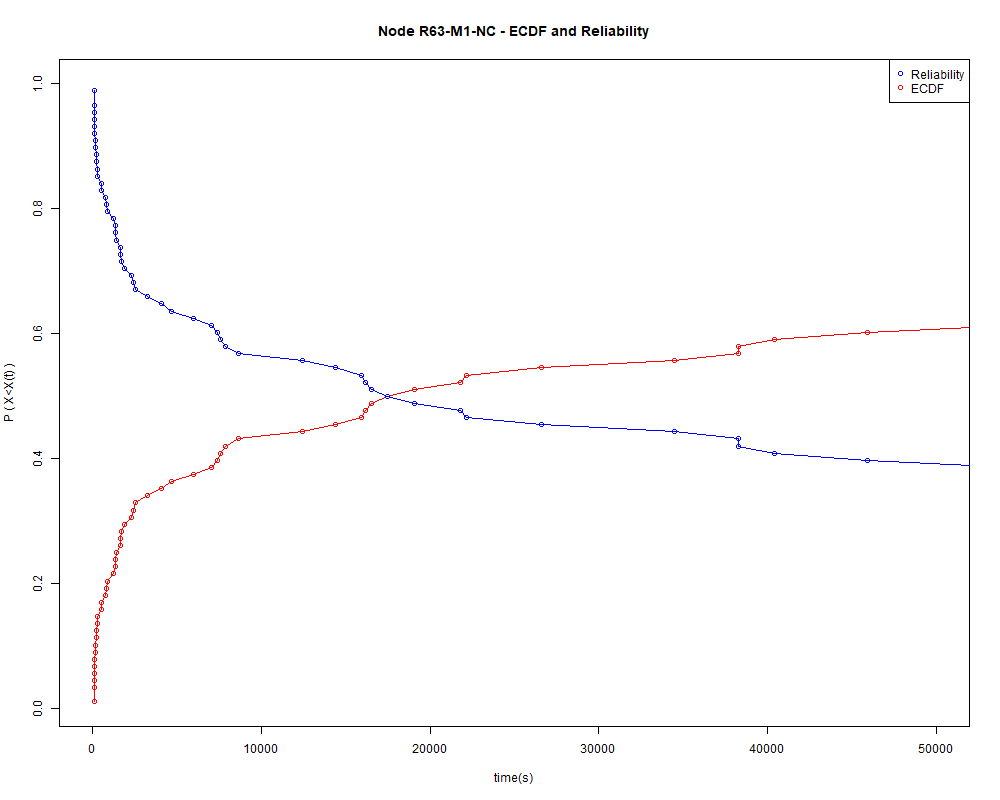 Node R63-M1-NC - ECDF and Reliability
Reliability
ECDF
P ( X<X(t) )
1.0
0.8
0.6
0.4
0.2
0.0
0 10000 20000 30000 40000 50000
time(s)